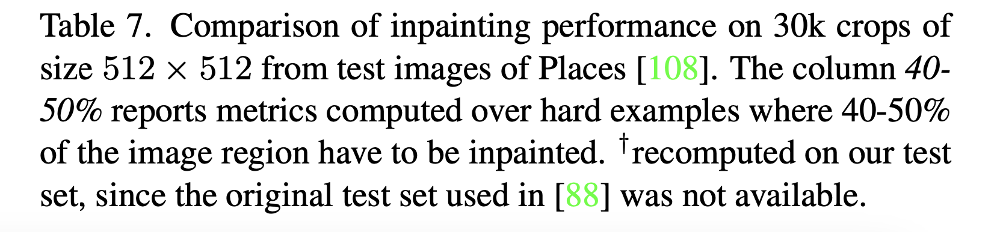 Table 7. Comparison of inpainting performance on 30k crops of
size 512 × 512 from test images of Places [108]. The column 40-
50% reports metrics computed over hard examples where 40-50%
of the image region have to be inpainted. †recomputed on our test
set, since the original test set used in [88] was not available.